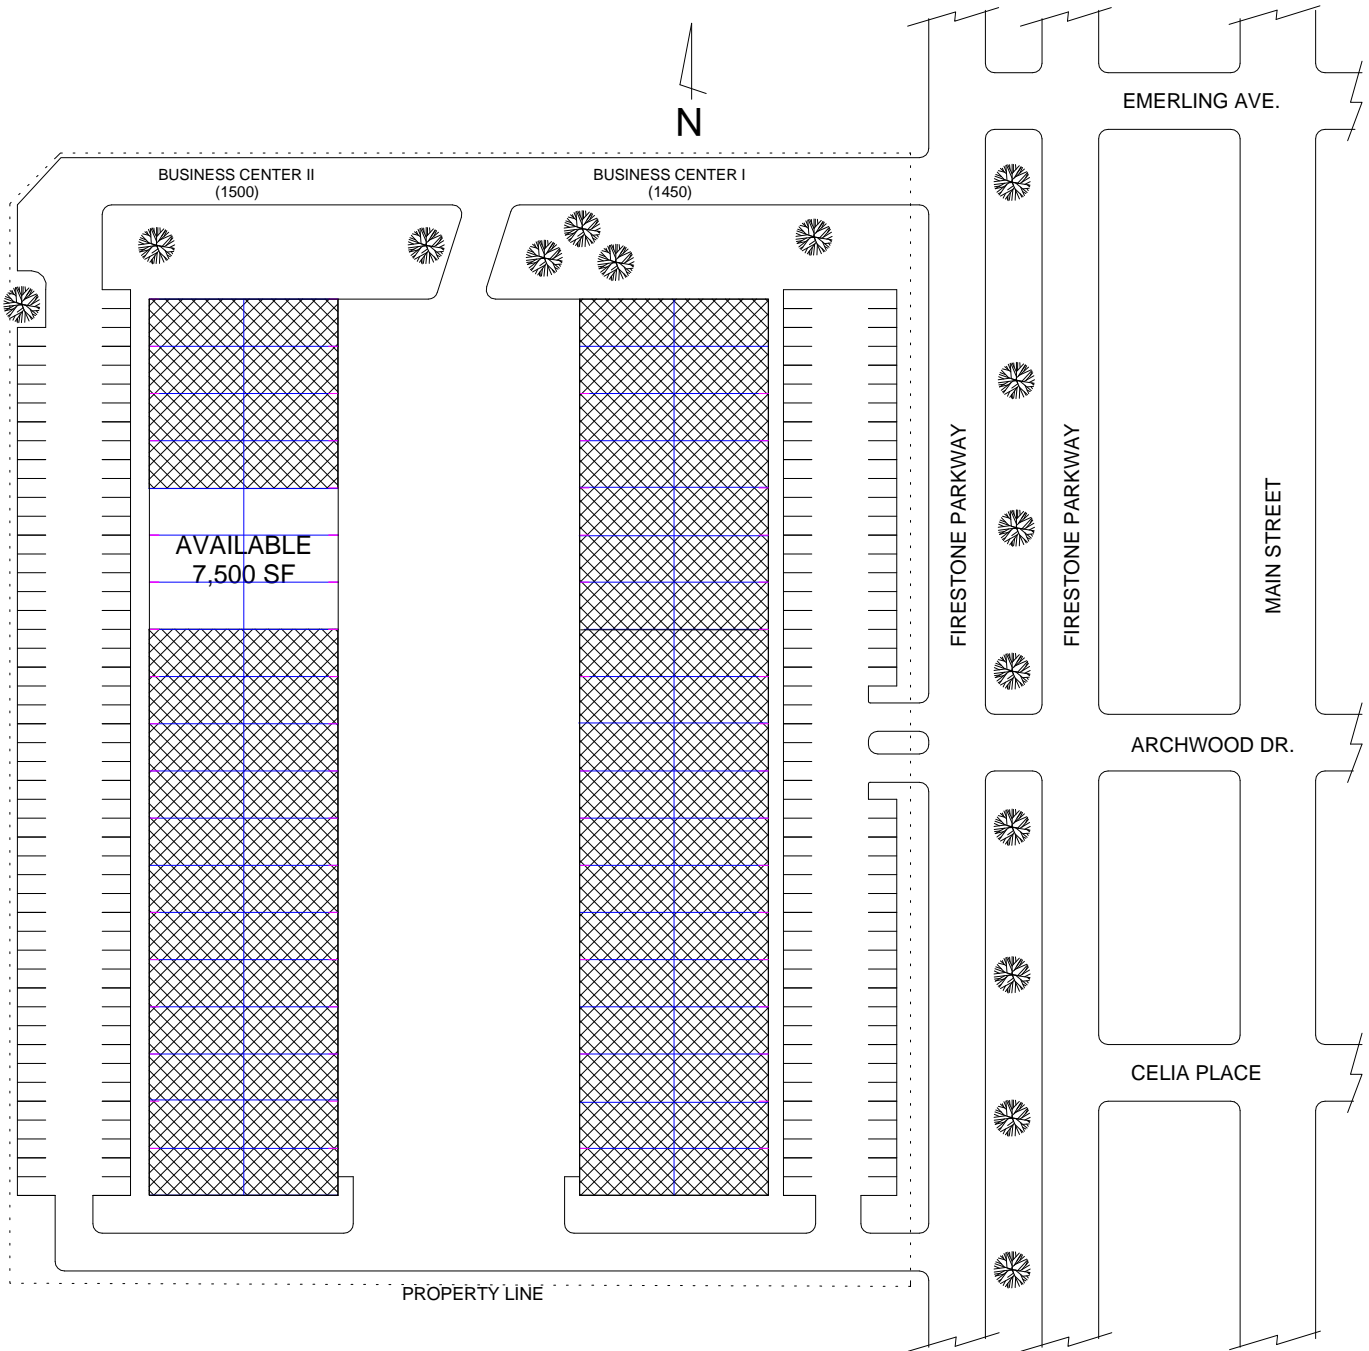 N
EMERLING AVE.
BUSINESS CENTER II
(1500)
BUSINESS CENTER I
(1450)
AVAILABLE
7,500 SF
FIRESTONE PARKWAY
FIRESTONE PARKWAY
MAIN STREET
ARCHWOOD DR.
CELIA PLACE
PROPERTY LINE